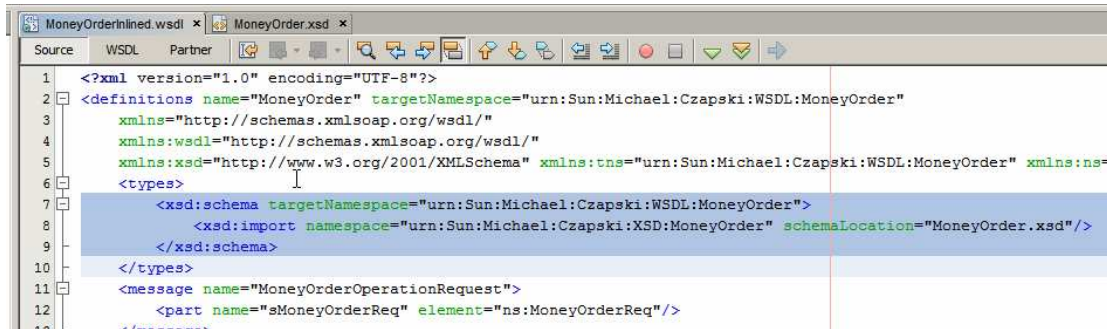 MoneyOrderInlined.wsdl × MoneyOrder.xsd ×
Source WSDL Partner
1 <?xml version="1.0" encoding="UTF-8"?>
2 <definitions name="MoneyOrder" targetNamespace="urn:Sun:Michael:Czapski:WSDL:MoneyOrder"
3 xmlns="http://schemas.xmlsoap.org/wsdl/"
4 xmlns:wsdl="http://schemas.xmlsoap.org/wsdl/"
5 xmlns:xsd="http://www.w3.org/2001/XMLSchema" xmlns:tns="urn:Sun:Michael:Czapski:WSDL:MoneyOrder" xmlns:ns=
6 <types>
7 <xsd:schema targetNamespace="urn:Sun:Michael:Czapski:WSDL:MoneyOrder">
8 <xsd:import namespace="urn:Sun:Michael:Czapski:XSD:MoneyOrder" schemaLocation="MoneyOrder.xsd"/>
9 </xsd:schema>
10 </types>
11 <message name="MoneyOrderOperationRequest">
12 <part name="sMoneyOrderReq" element="ns:MoneyOrderReq"/>